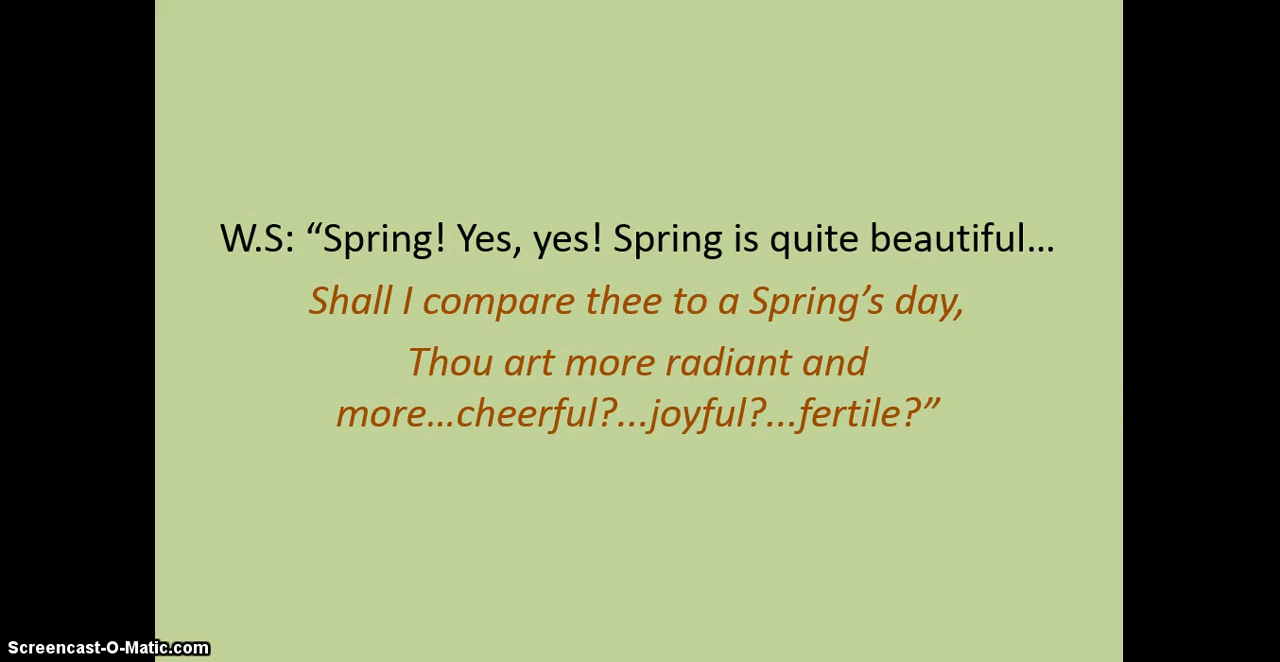 W.S: “Spring! Yes, yes! Spring is quite beautiful…
Shall I compare thee to a Spring’s day,
Thou art more radiant and
more…cheerful?...joyful?...fertile?”
Screencast-O-Matic.com